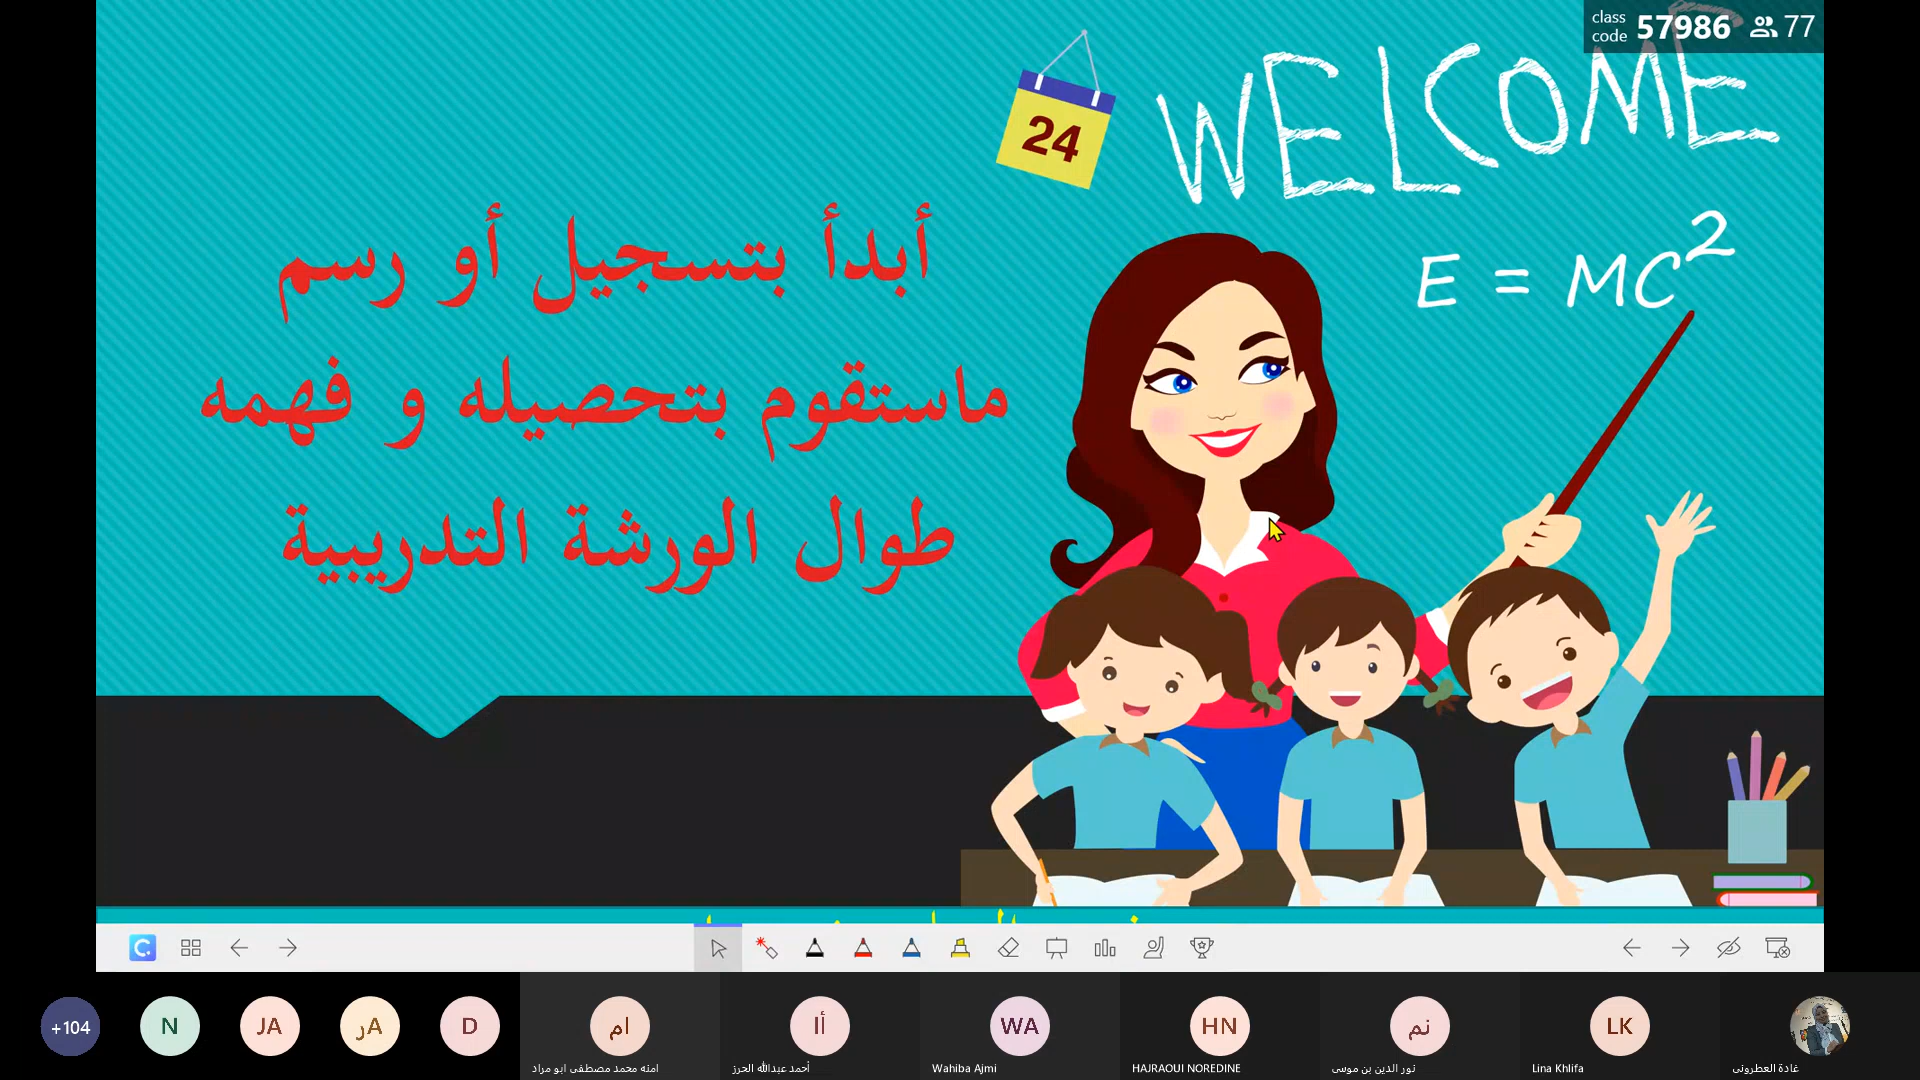 class code 57986 77
WELCOME
24
E = MC²
أبدأ بتسجيل أو رسم
ماستقوم بتحصيله و فهمه
طوال الورشة التدريبية
+104
N
JA
رA
D
ام
أا
WA
HN
نم
LK
امنه محمد مصطفى ابو مراد
أحمد عبدالله الحرز
Wahiba Ajmi
HAJRAOUI NOREDINE
نور الدين بن موسى
Lina Khlifa
غادة العطرونى